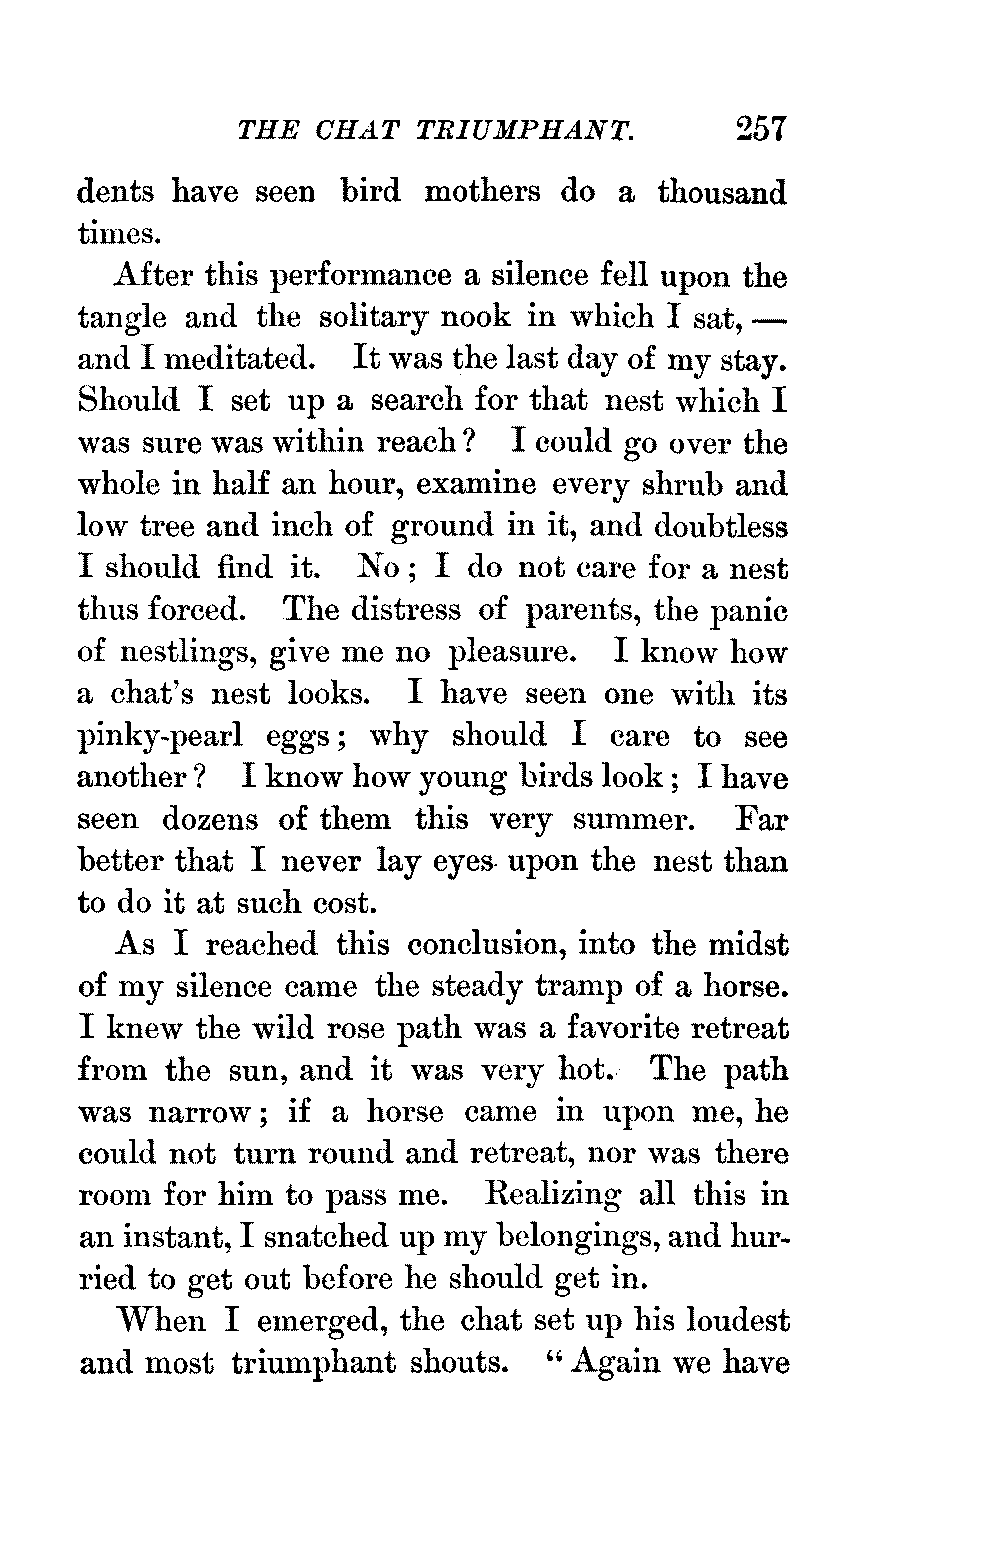 THE CHAT TRIUMPHANT. 257
dents have seen bird mothers do a thousand
times.
After this performance a silence fell upon the
tangle and the solitary nook in which I sat, —
and I meditated. It was the last day of my stay.
Should I set up a search for that nest which I
was sure was within reach? I could go over the
whole in half an hour, examine every shrub and
low tree and inch of ground in it, and doubtless
I should find it. No; I do not care for a nest
thus forced. The distress of parents, the panic
of nestlings, give me no pleasure. I know how
a chat's nest looks. I have seen one with its
pinky-pearl eggs; why should I care to see
another? I know how young birds look; I have
seen dozens of them this very summer. Far
better that I never lay eyes upon the nest than
to do it at such cost.
As I reached this conclusion, into the midst
of my silence came the steady tramp of a horse.
I knew the wild rose path was a favorite retreat
from the sun, and it was very hot. The path
was narrow; if a horse came in upon me, he
could not turn round and retreat, nor was there
room for him to pass me. Realizing all this in
an instant, I snatched up my belongings, and hur-
ried to get out before he should get in.
When I emerged, the chat set up his loudest
and most triumphant shouts. "Again we have